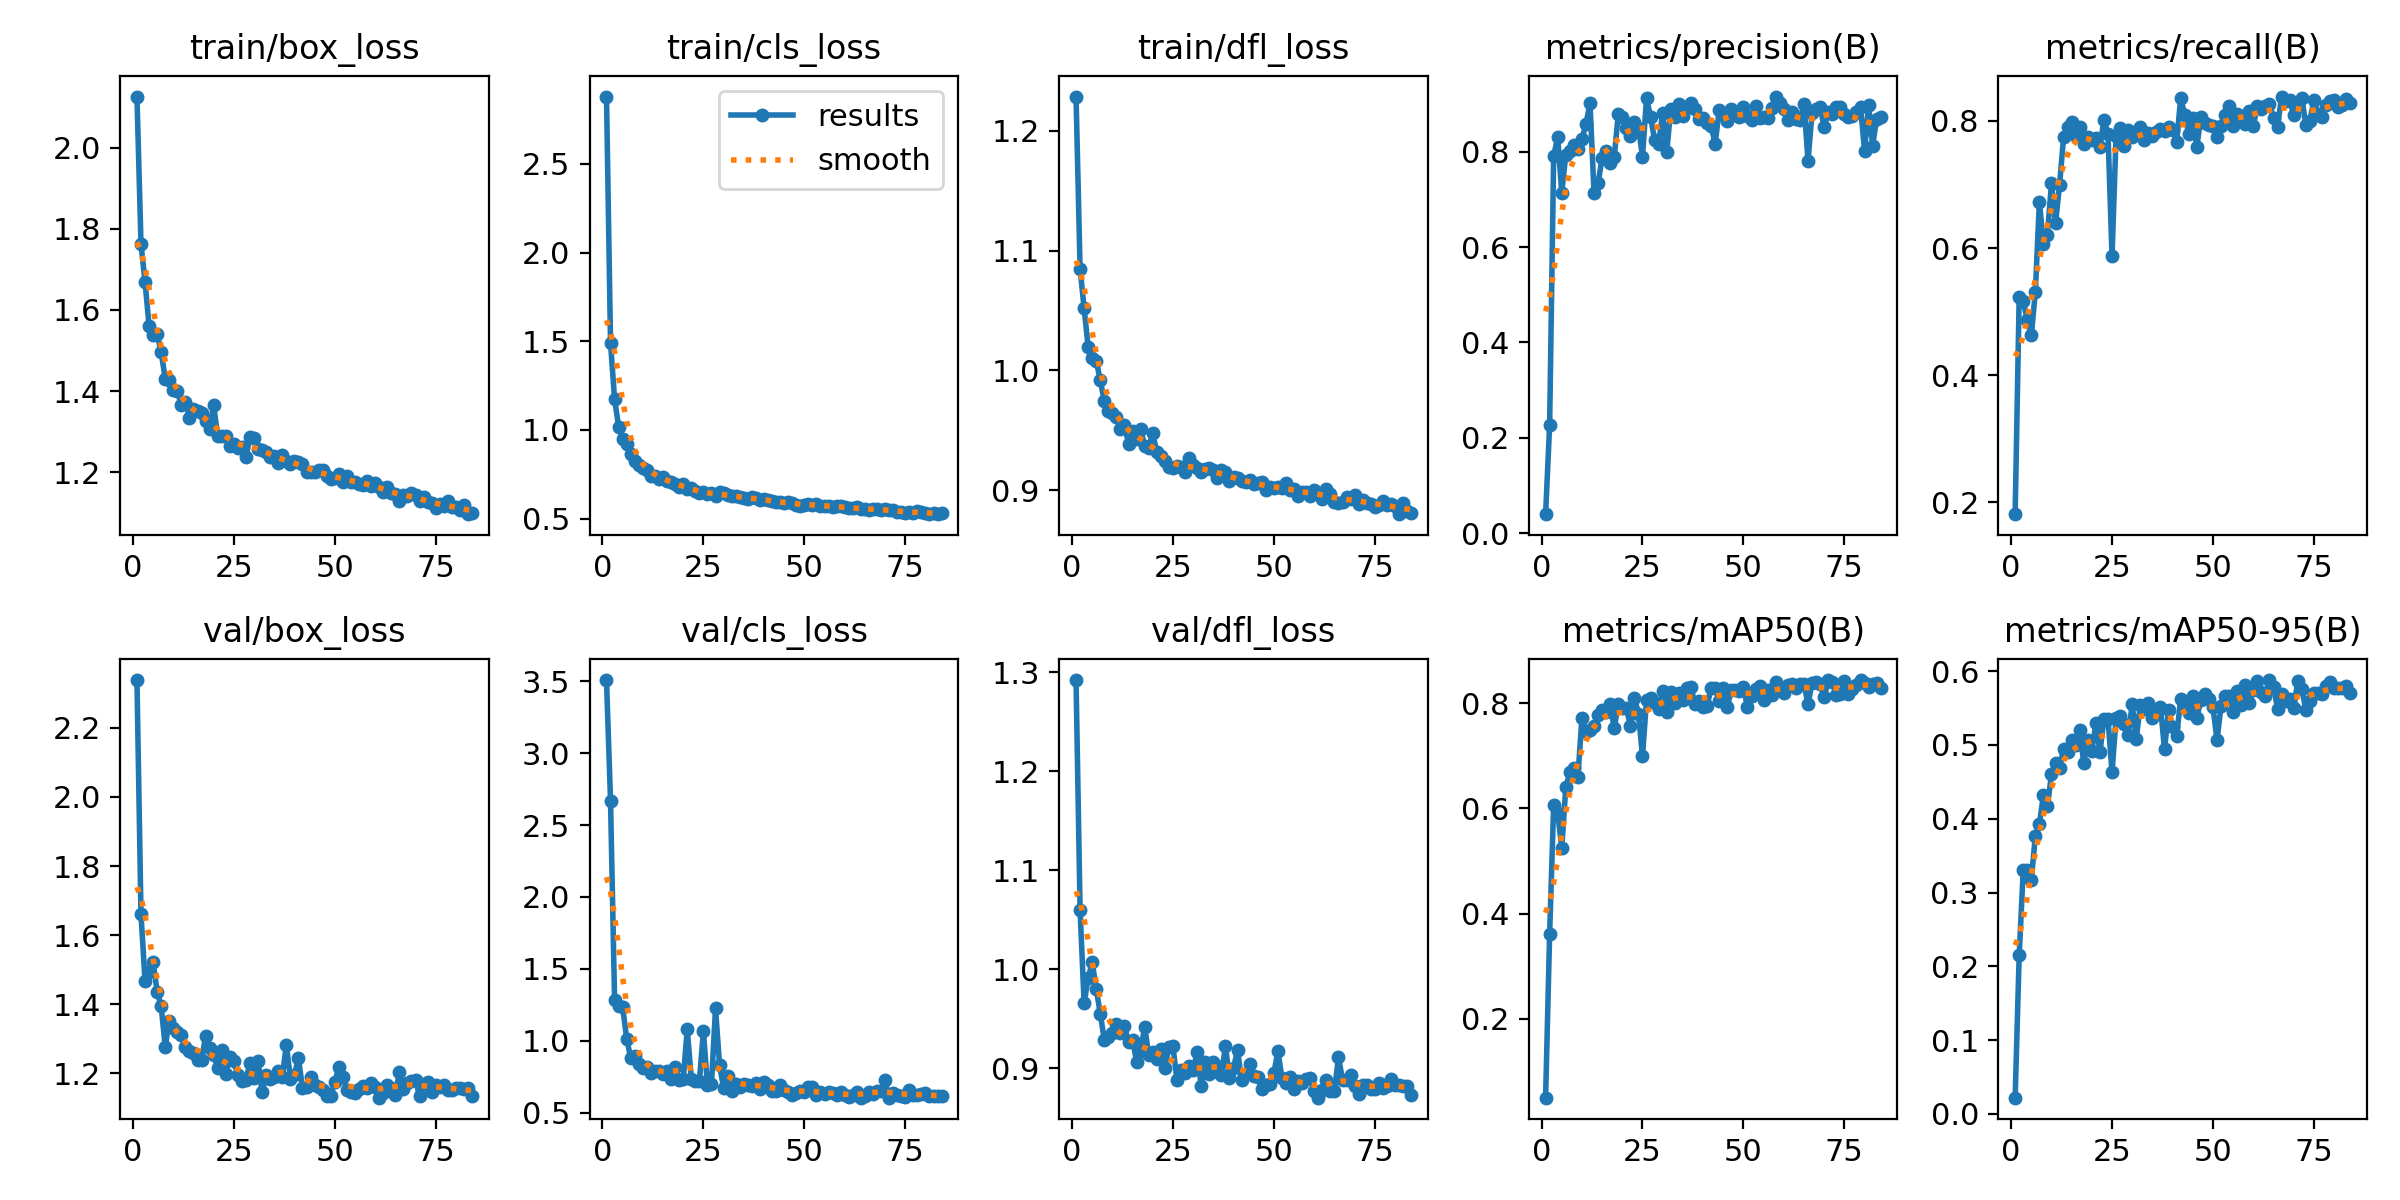 train/box_loss
2.0
1.8
1.6
1.4
1.2
0 25 50 75
train/cls_loss
results
smooth
2.5
2.0
1.5
1.0
0.5
0 25 50 75
train/dfl_loss
1.2
1.1
1.0
0.9
0 25 50 75
metrics/precision(B)
0.8
0.6
0.4
0.2
0.0
0 25 50 75
metrics/recall(B)
0.8
0.6
0.4
0.2
0 25 50 75
val/box_loss
2.2
2.0
1.8
1.6
1.4
1.2
0 25 50 75
val/cls_loss
3.5
3.0
2.5
2.0
1.5
1.0
0.5
0 25 50 75
val/dfl_loss
1.3
1.2
1.1
1.0
0.9
0 25 50 75
metrics/mAP50(B)
0.8
0.6
0.4
0.2
0 25 50 75
metrics/mAP50-95(B)
0.6
0.5
0.4
0.3
0.2
0.1
0.0
0 25 50 75